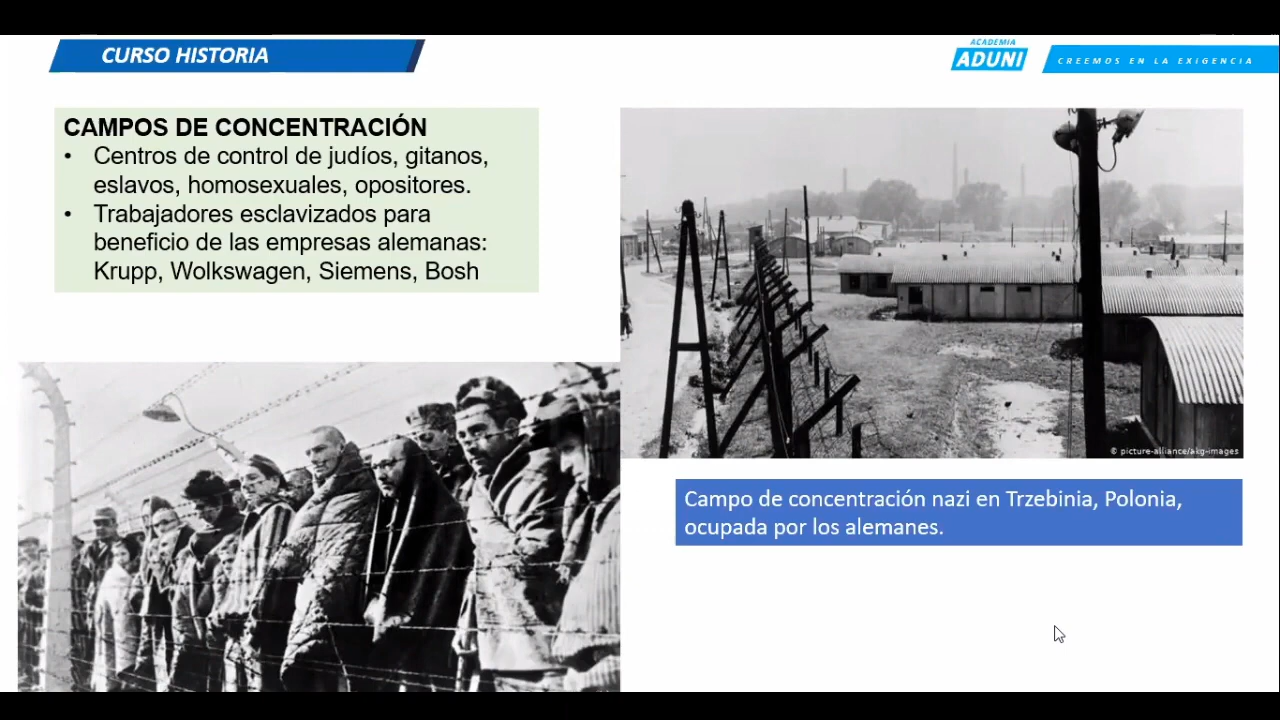 CURSO HISTORIA
ACADEMIA
ADUNI
CREEMOS EN LA EXIGENCIA
CAMPOS DE CONCENTRACIÓN
• Centros de control de judíos, gitanos,
eslavos, homosexuales, opositores.
• Trabajadores esclavizados para
beneficio de las empresas alemanas:
Krupp, Wolkswagen, Siemens, Bosh
© picture-alliance/akg-images
Campo de concentración nazi en Trzebinia, Polonia,
ocupada por los alemanes.